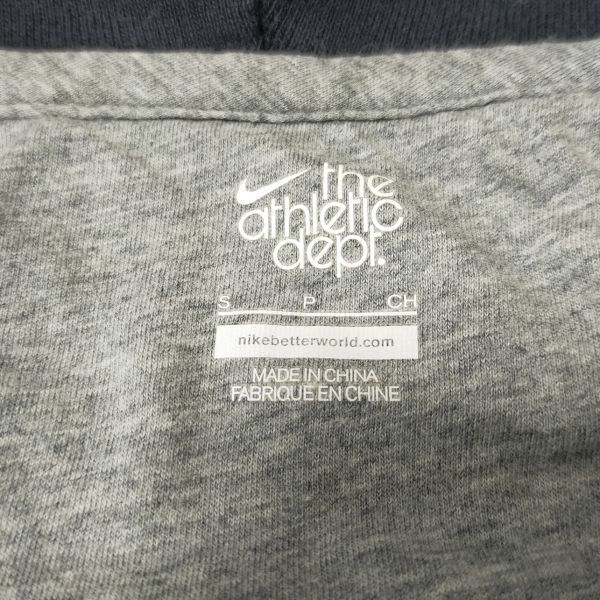 the
athletic
dept.
S P CH
nikebetterworld.com
MADE IN CHINA
FABRIQUE EN CHINE